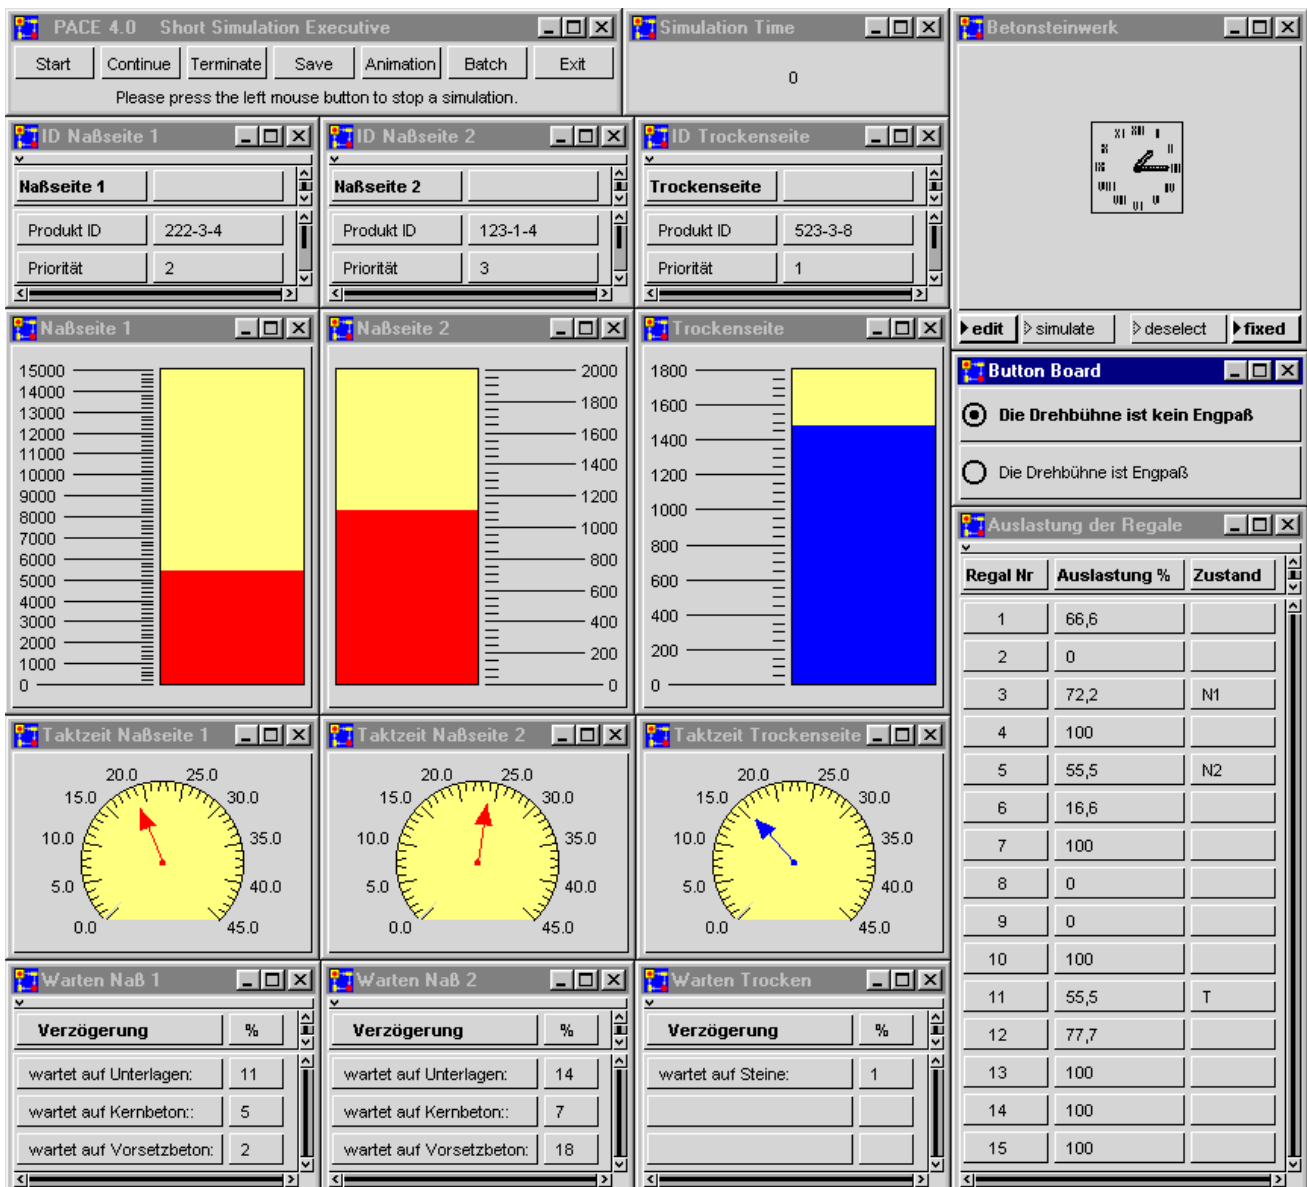 PACE 4.0 Short Simulation Executive
Start Continue Terminate Save Animation Batch Exit
Please press the left mouse button to stop a simulation.
Simulation Time
0
Betonsteinwerk
XII I II III IV V VI VII VIII IX X XI
edit simulate deselect fixed
ID Naßseite 1
Naßseite 1
Produkt ID 222-3-4
Priorität 2
ID Naßseite 2
Naßseite 2
Produkt ID 123-1-4
Priorität 3
ID Trockenseite
Trockenseite
Produkt ID 523-3-8
Priorität 1
Naßseite 1
15000
14000
13000
12000
11000
10000
9000
8000
7000
6000
5000
4000
3000
2000
1000
0
Naßseite 2
2000
1800
1600
1400
1200
1000
800
600
400
200
0
Trockenseite
1800
1600
1400
1200
1000
800
600
400
200
0
Button Board
Die Drehbühne ist kein Engpaß
Die Drehbühne ist Engpaß
Auslastung der Regale
Regal Nr Auslastung % Zustand
1 66,6
2 0
3 72,2 N1
4 100
5 55,5 N2
6 16,6
7 100
8 0
9 0
10 100
11 55,5 T
12 77,7
13 100
14 100
15 100
Taktzeit Naßseite 1
20.0 25.0
15.0 30.0
10.0 35.0
5.0 40.0
0.0 45.0
Taktzeit Naßseite 2
20.0 25.0
15.0 30.0
10.0 35.0
5.0 40.0
0.0 45.0
Taktzeit Trockenseite
20.0 25.0
15.0 30.0
10.0 35.0
5.0 40.0
0.0 45.0
Warten Naß 1
Verzögerung %
wartet auf Unterlagen: 11
wartet auf Kernbeton:: 5
wartet auf Vorsetzbeton: 2
Warten Naß 2
Verzögerung %
wartet auf Unterlagen: 14
wartet auf Kernbeton:: 7
wartet auf Vorsetzbeton: 18
Warten Trocken
Verzögerung %
wartet auf Steine: 1